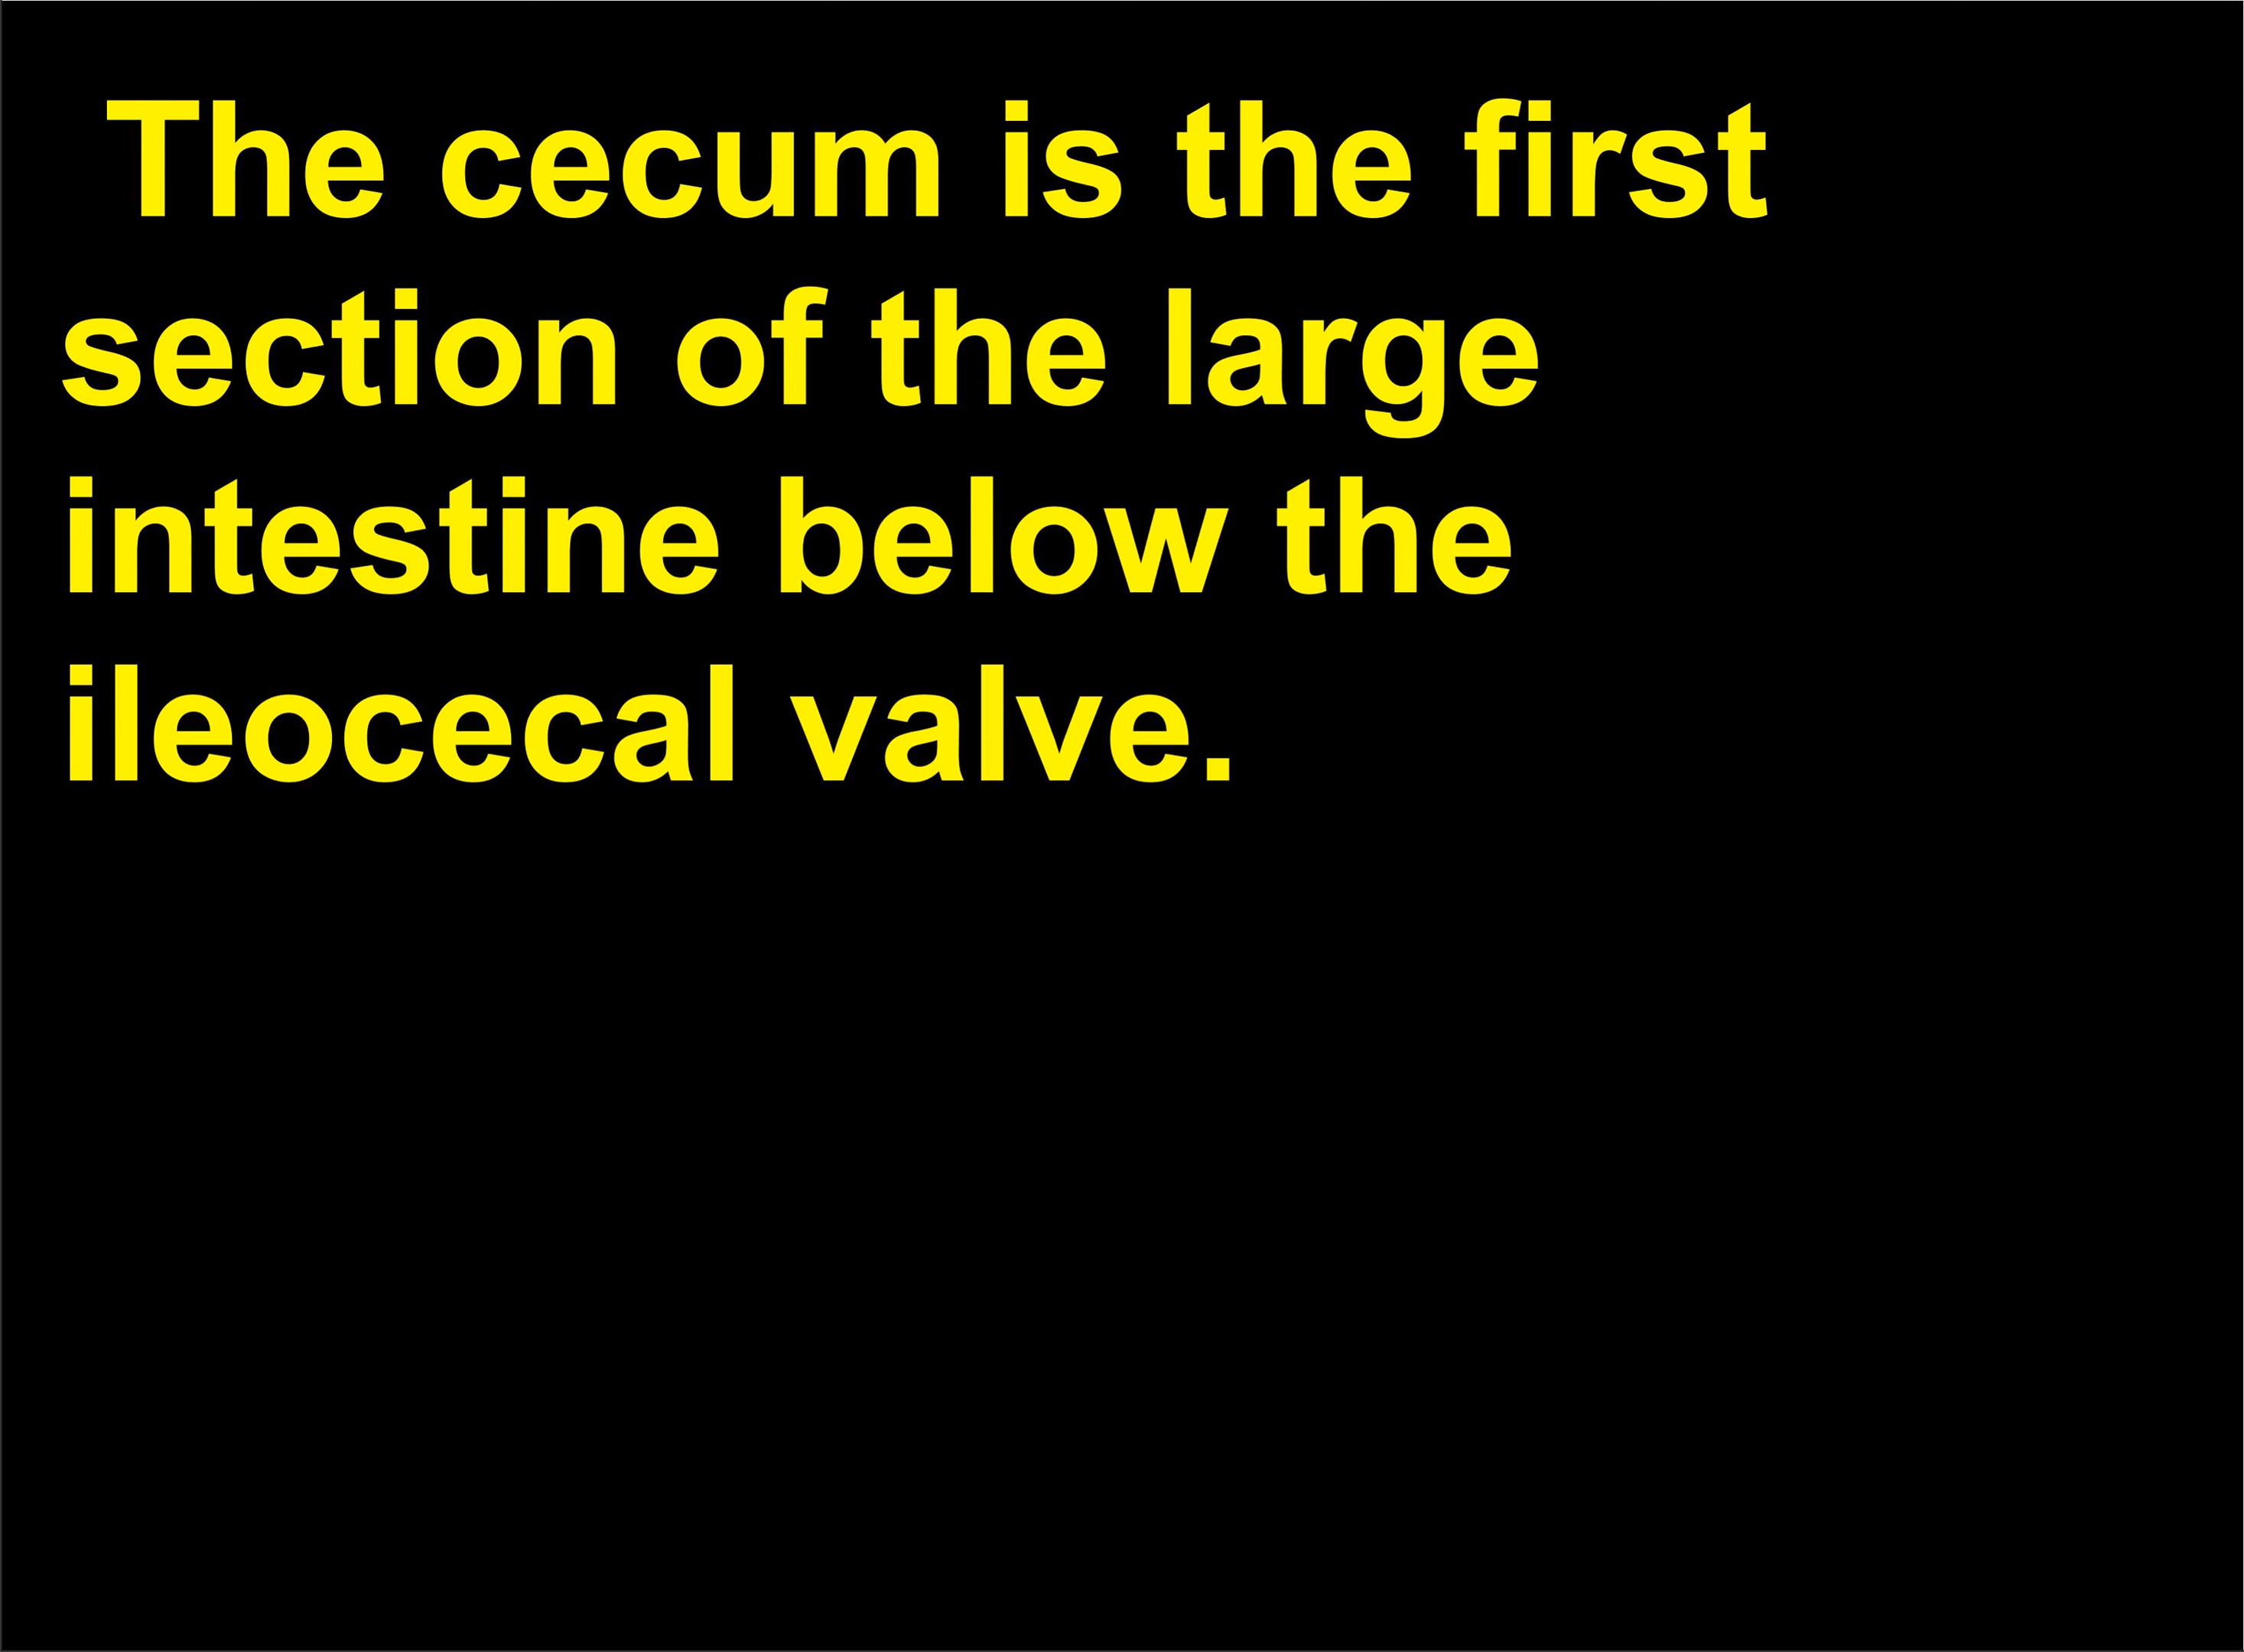 The cecum is the first
section of the large
intestine below the
ileocecal valve.